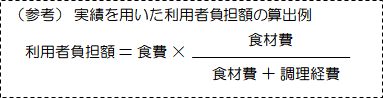 （参考） 実績を用いた利用者負担額の算出例
利用者負担額 ＝ 食費 × 食材費
食材費 ＋ 調理経費